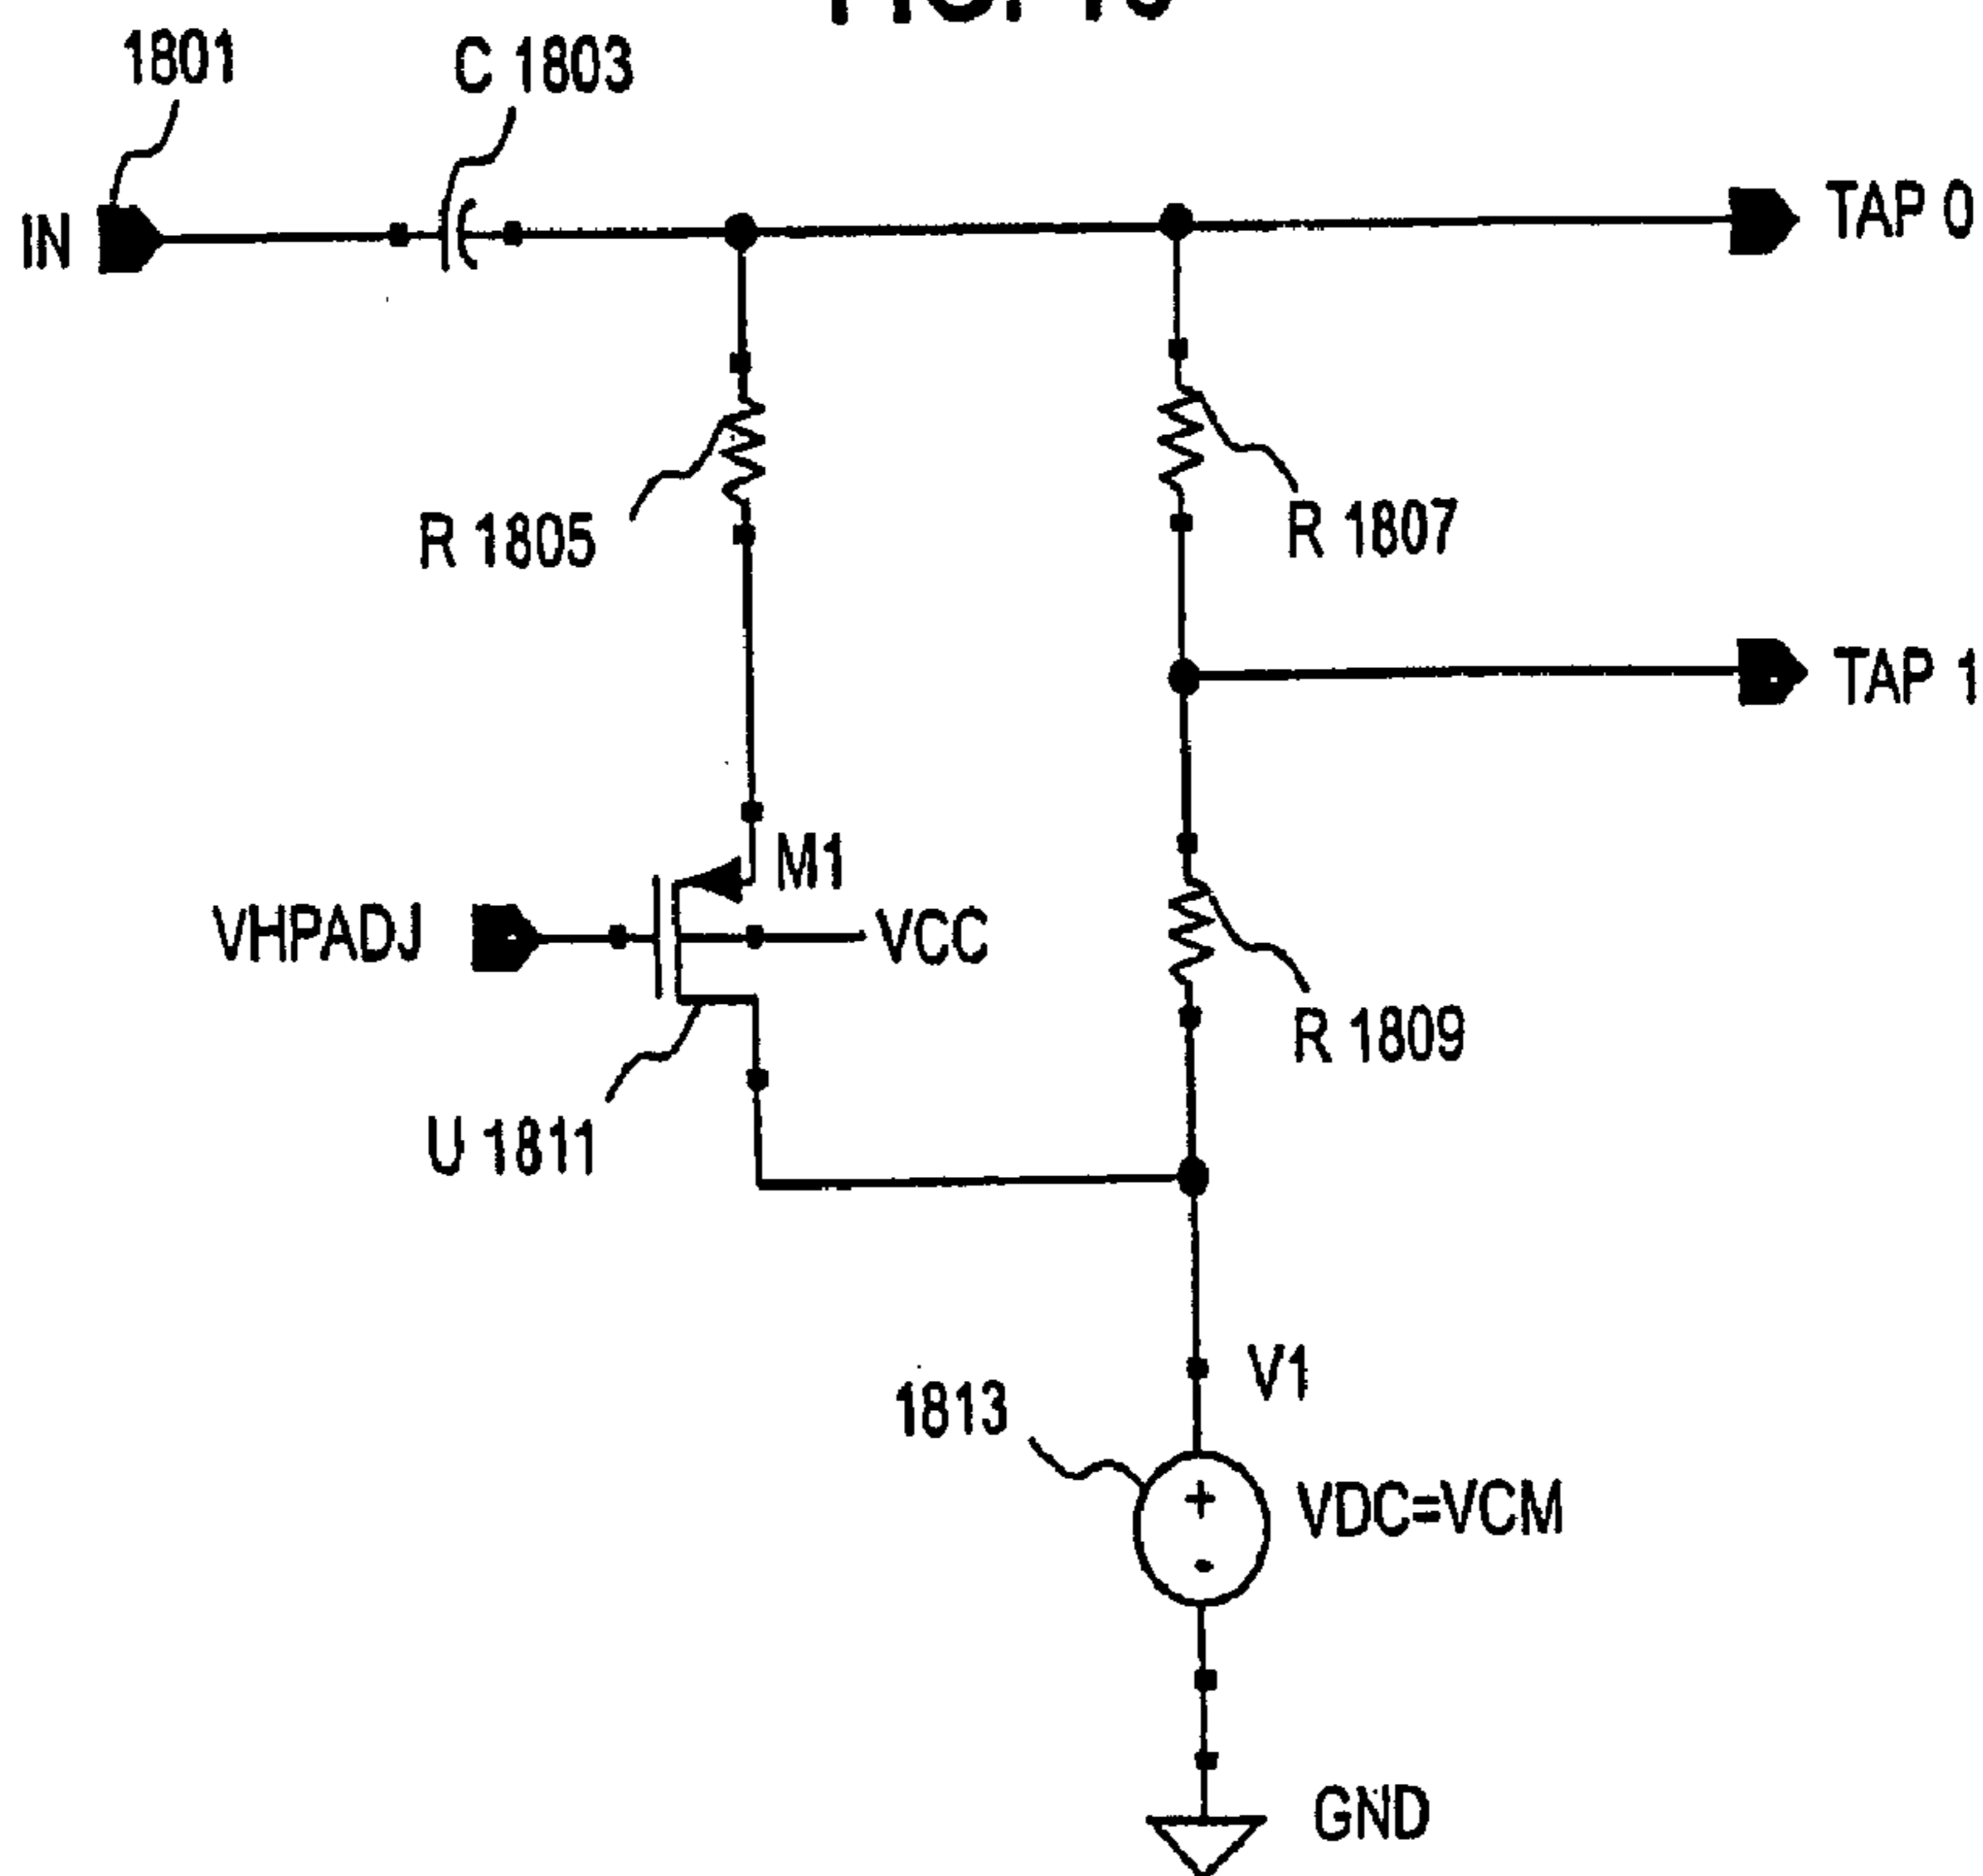 1801
C 1803
IN
TAP 0
R 1805
R 1807
TAP 1
M1
VHPADJ
VCC
R 1809
U 1811
V1
1813
VDC=VCM
+
-
GND